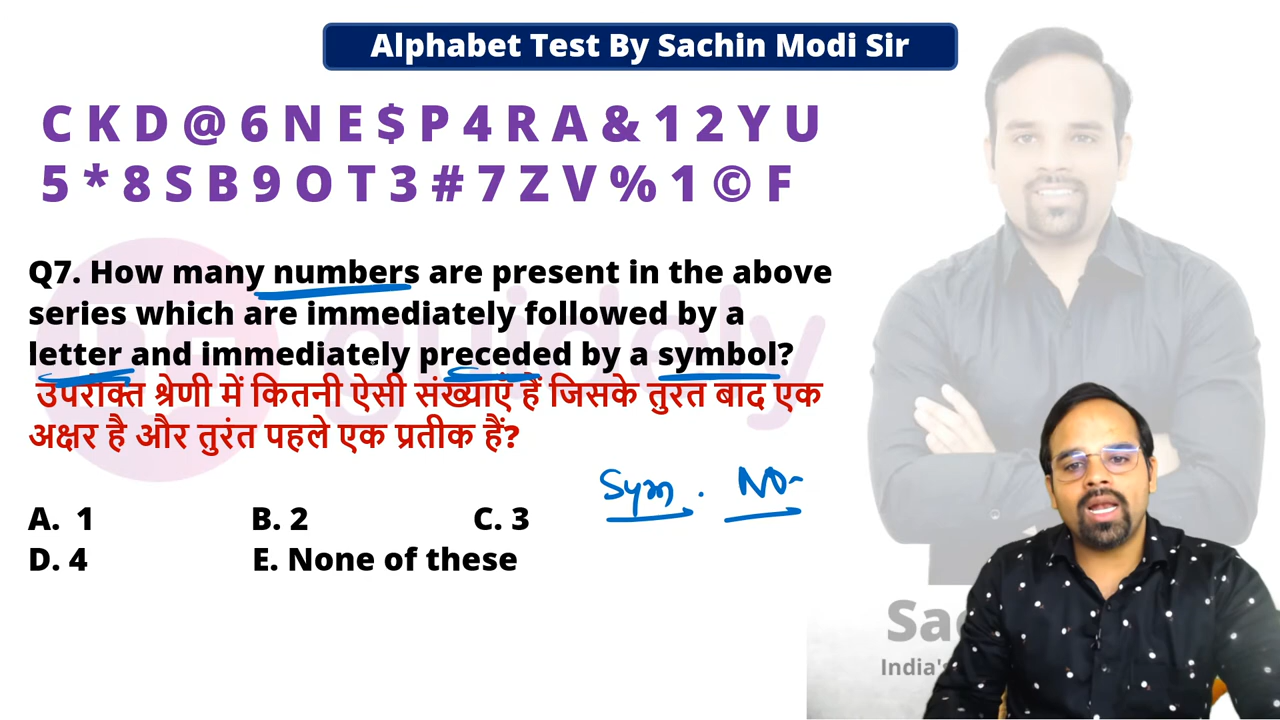 Alphabet Test By Sachin Modi Sir
C K D @ 6 N E $ P 4 R A & 1 2 Y U
5 * 8 S B 9 O T 3 # 7 Z V % 1 © F
Q7. How many numbers are present in the above
series which are immediately followed by a
letter and immediately preceded by a symbol?
उपरोक्त श्रेणी में कितनी ऐसी संख्याएँ हैं जिसके तुरंत बाद एक
अक्षर है और तुरंत पहले एक प्रतीक हैं?
Sym. No.
A. 1 B. 2 C. 3
D. 4 E. None of these
guidely
India's